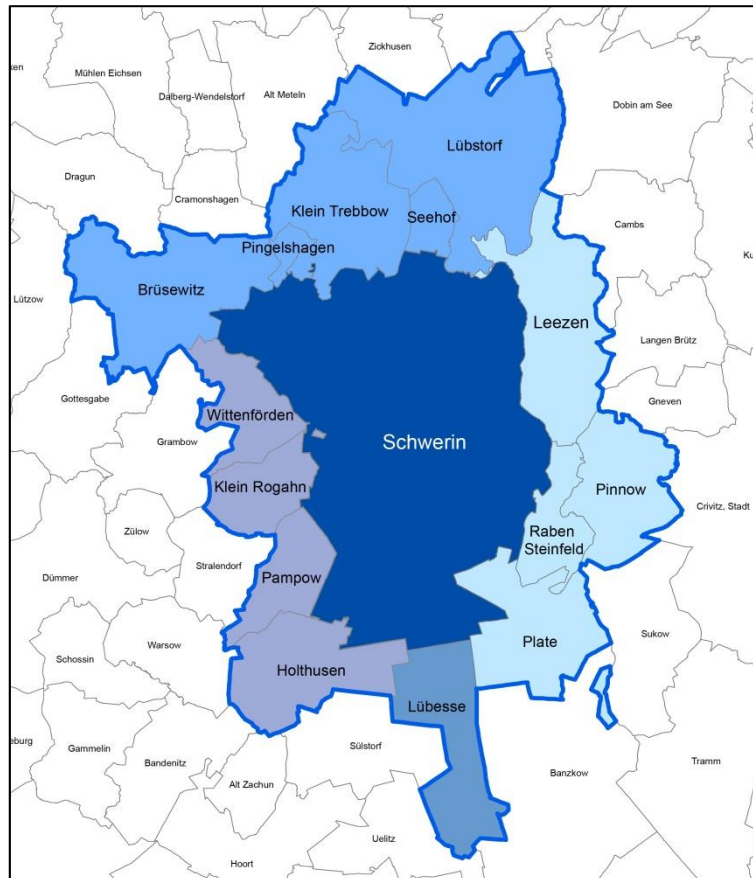 Zickhusen
Mühlen Eichsen
Dalberg-Wendelstorf
Alt Meteln
Dobin am See
Lübstorf
Dragun
Cramonshagen
Klein Trebbow
Seehof
Cambs
Pingelshagen
Brüsewitz
Lützow
Leezen
Langen Brütz
Gottesgabe
Gneven
Wittenförden
Grambow
Schwerin
Klein Rogahn
Pinnow
Crivitz, Stadt
Zülow
Raben
Steinfeld
Stralendorf
Dümmer
Pampow
Plate
Sukow
Warsow
Schossin
Holthusen
Lübesse
Gammelin
Bandenitz
Sülstorf
Tramm
Alt Zachun
Banzkow
Uelitz
Hoort